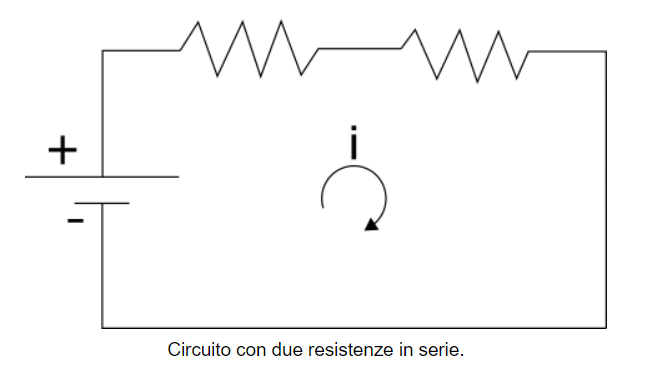 +
i
-
Circuito con due resistenze in serie.